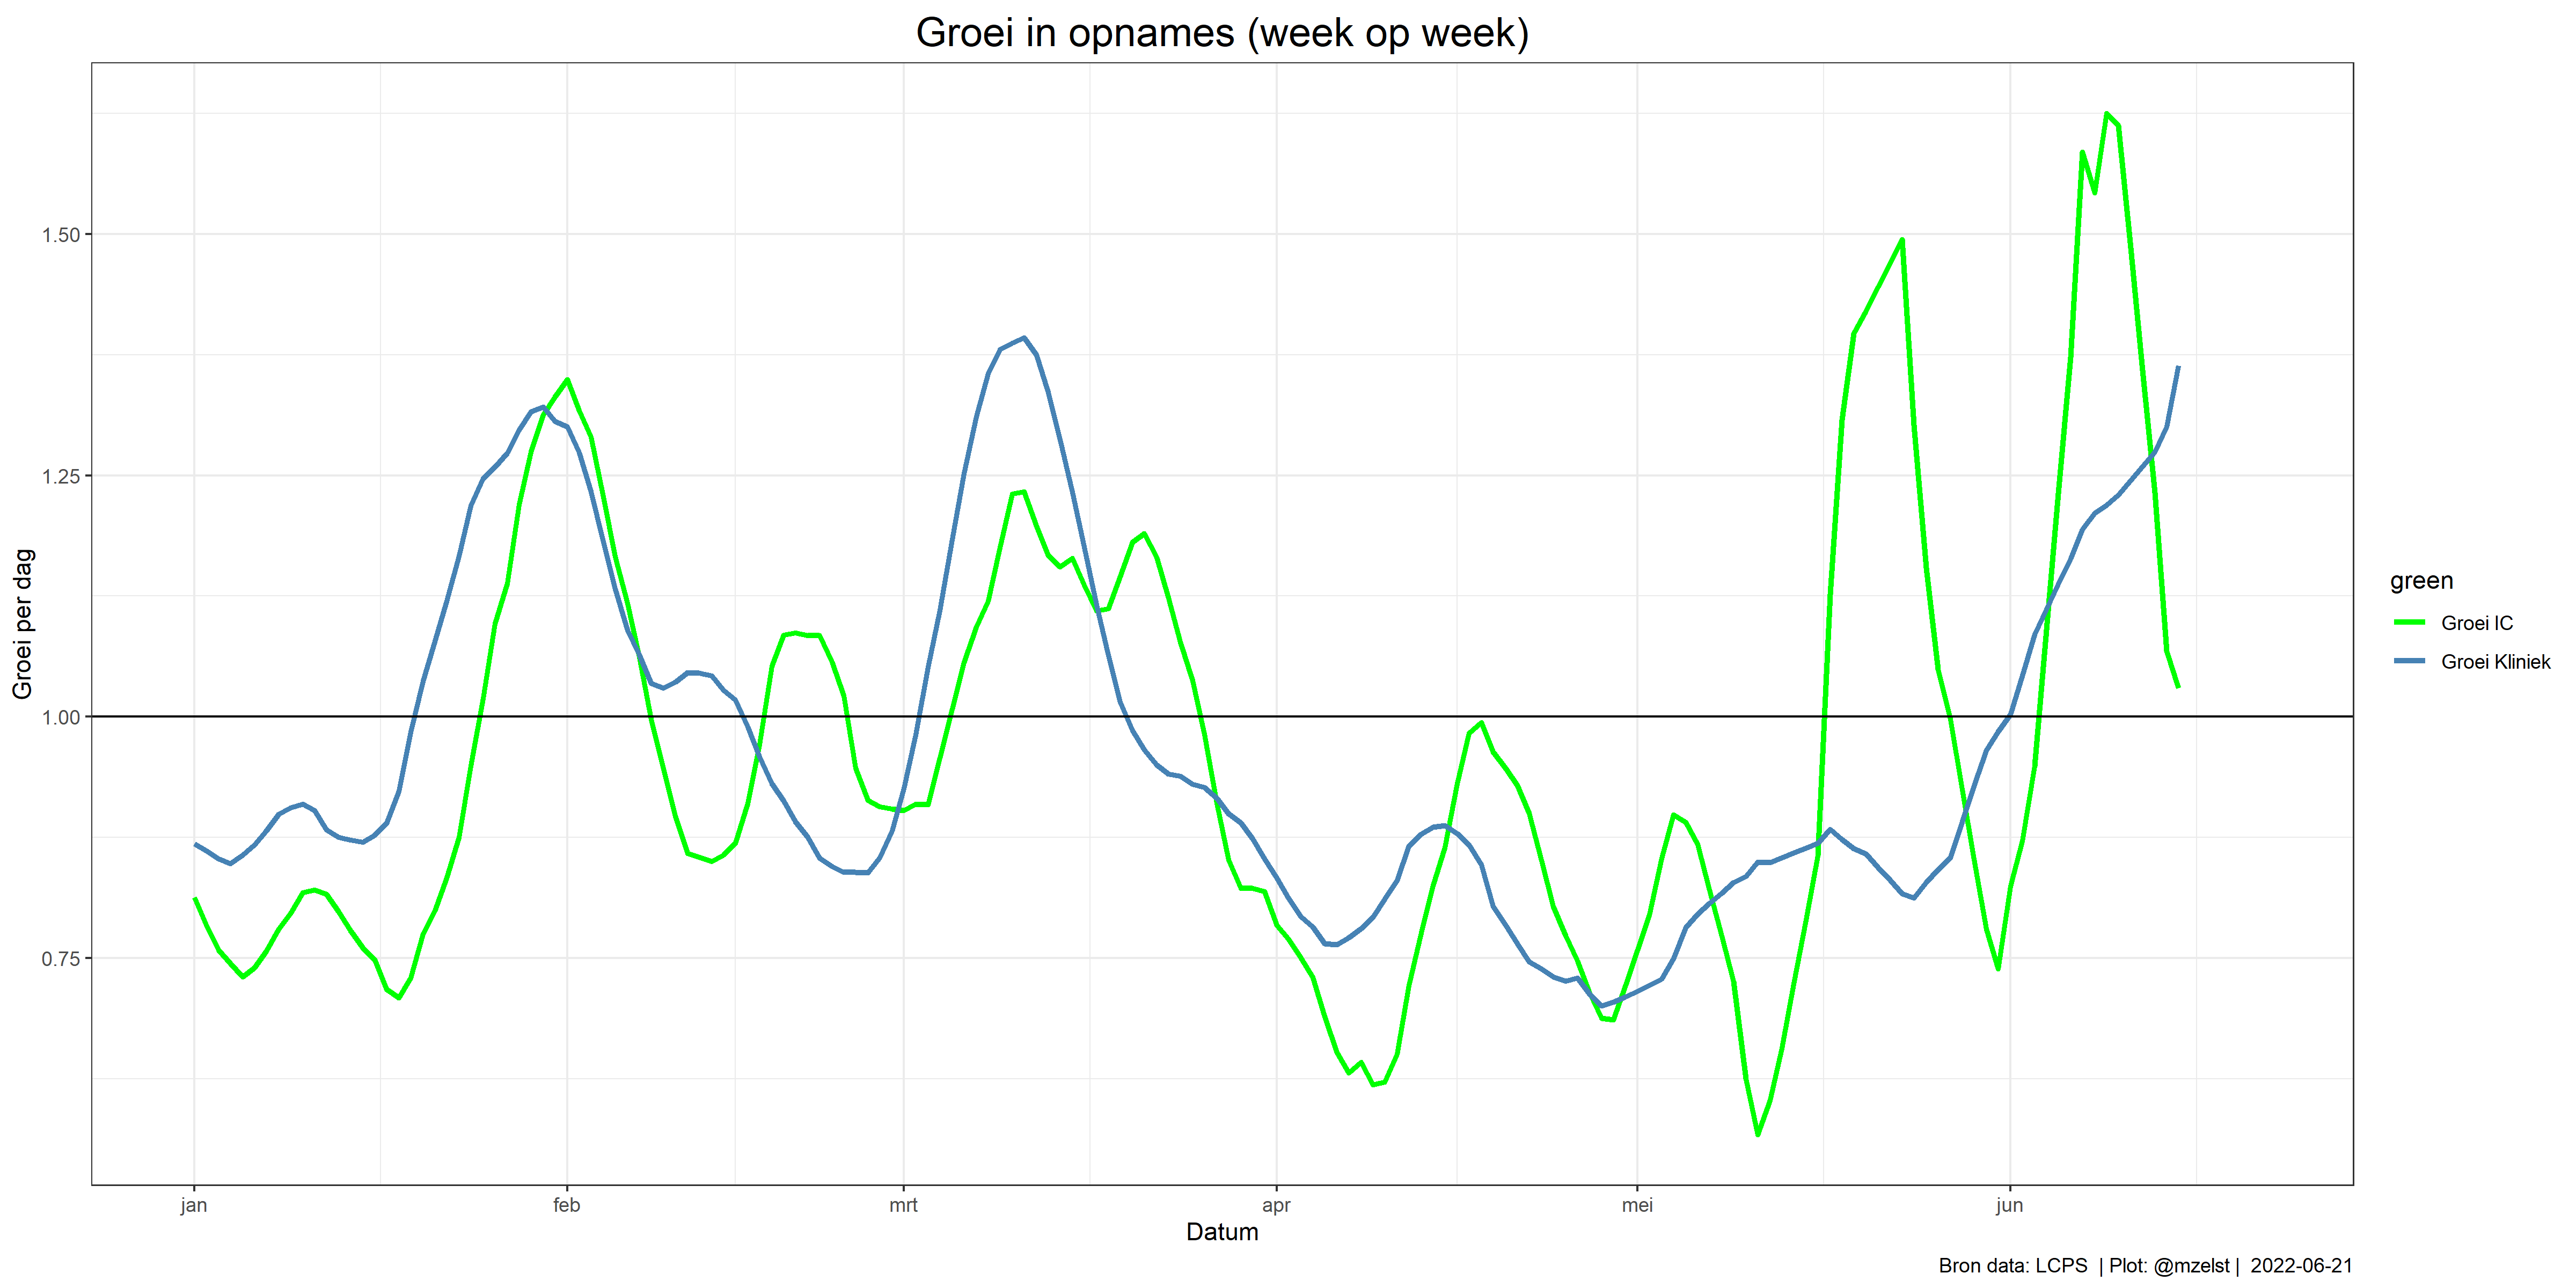 Groei in opnames (week op week)
Groei per dag
1.50
1.25
1.00
0.75
jan feb mrt apr mei jun
Datum
green
Groei IC
Groei Kliniek
Bron data: LCPS | Plot: @mzelst | 2022-06-21